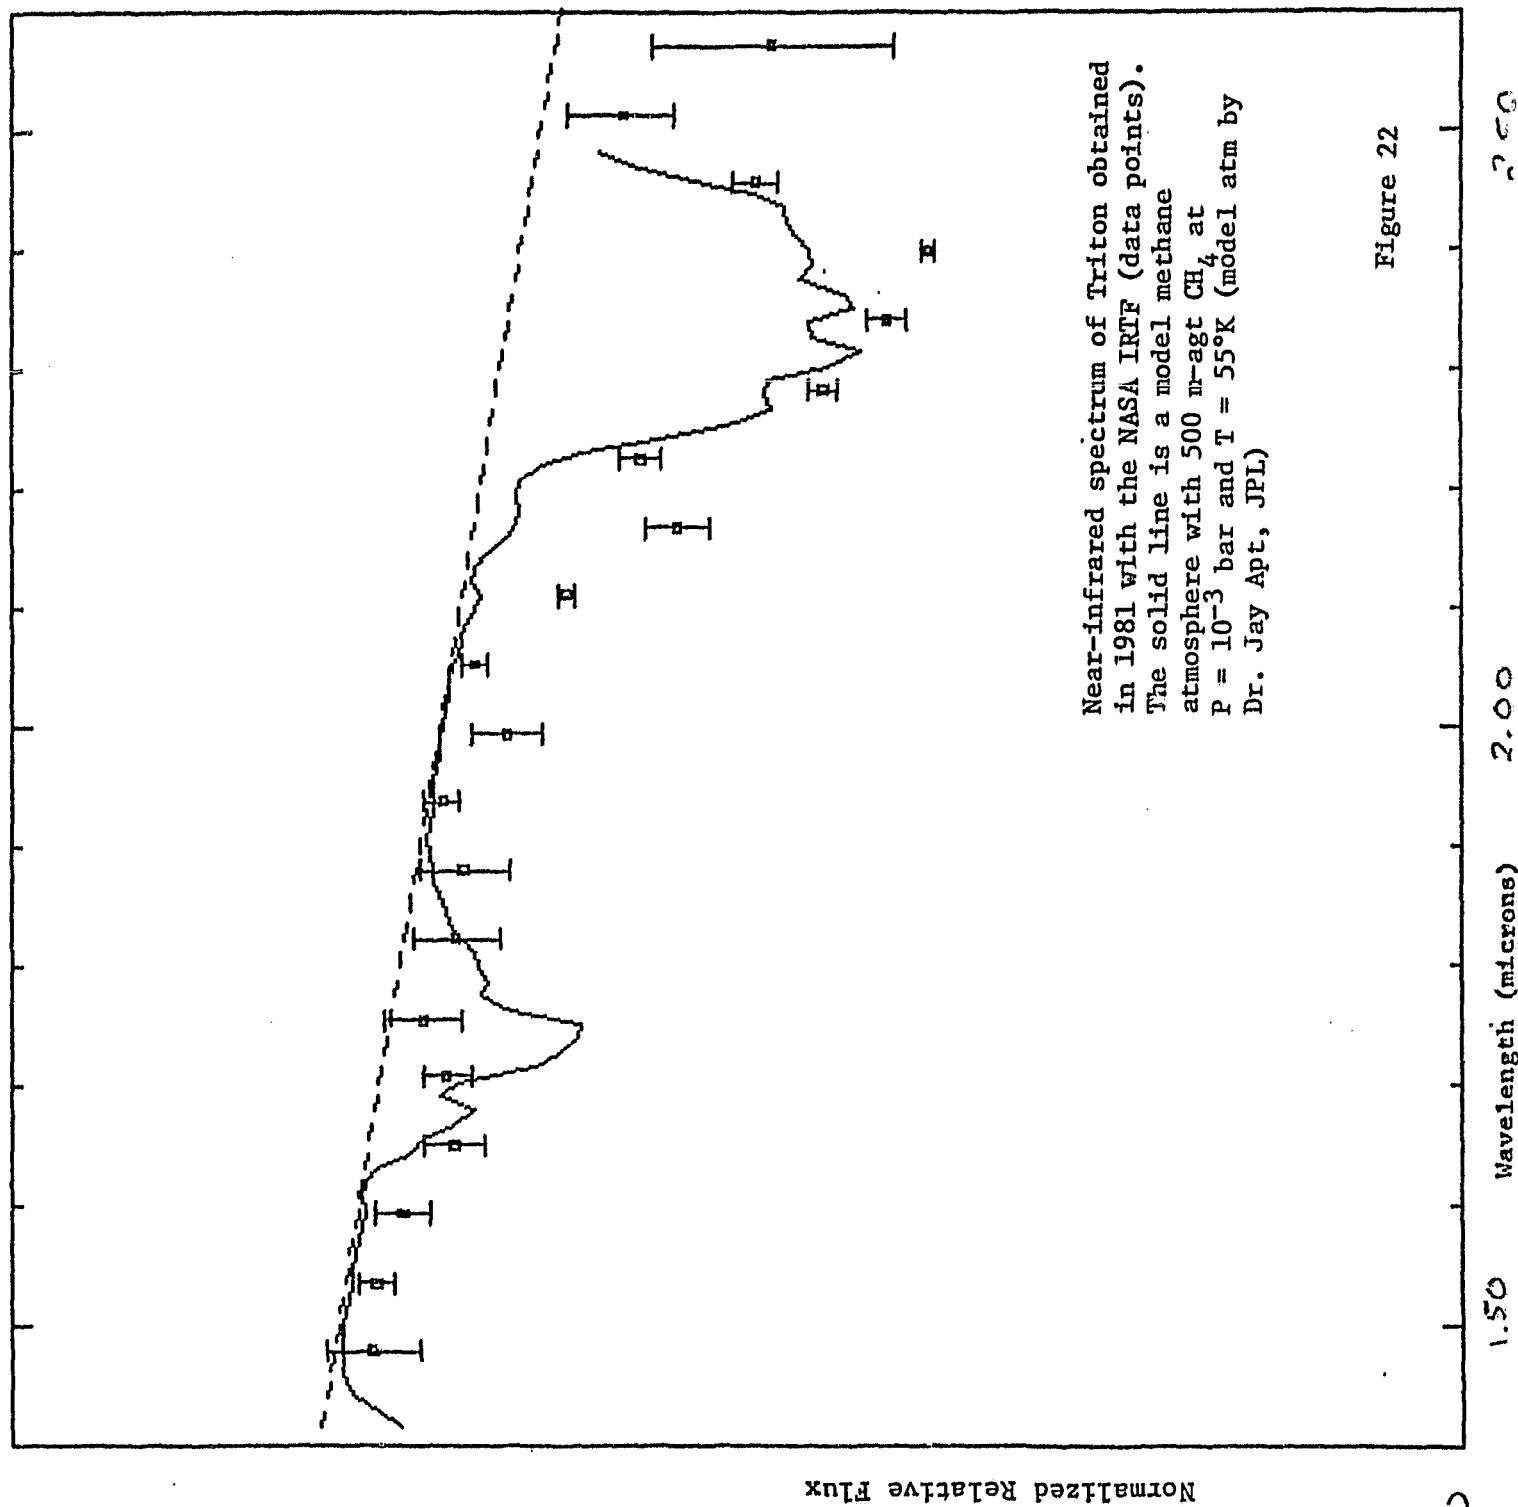 Normalized Relative Flux
Near-infrared spectrum of Triton obtained
in 1981 with the NASA IRTF (data points).
The solid line is a model methane
atmosphere with 500 m-agt CH4 at
P = 10-3 bar and T = 55°K (model atm by
Dr. Jay Apt, JPL)
Figure 22
1.50
2.00
Wavelength (microns)